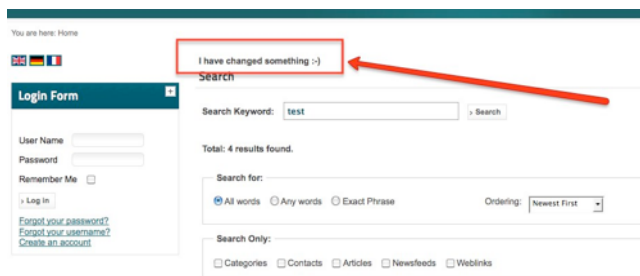 You are here: Home
I have changed something :-)
Search
Login Form
Search Keyword: test › Search
User Name
Password
Total: 4 results found.
Remember Me
Search for:
› Log in
All words Any words Exact Phrase Ordering: Newest First
Forgot your password?
Forgot your username?
Create an account
Search Only:
Categories Contacts Articles Newsfeeds Weblinks